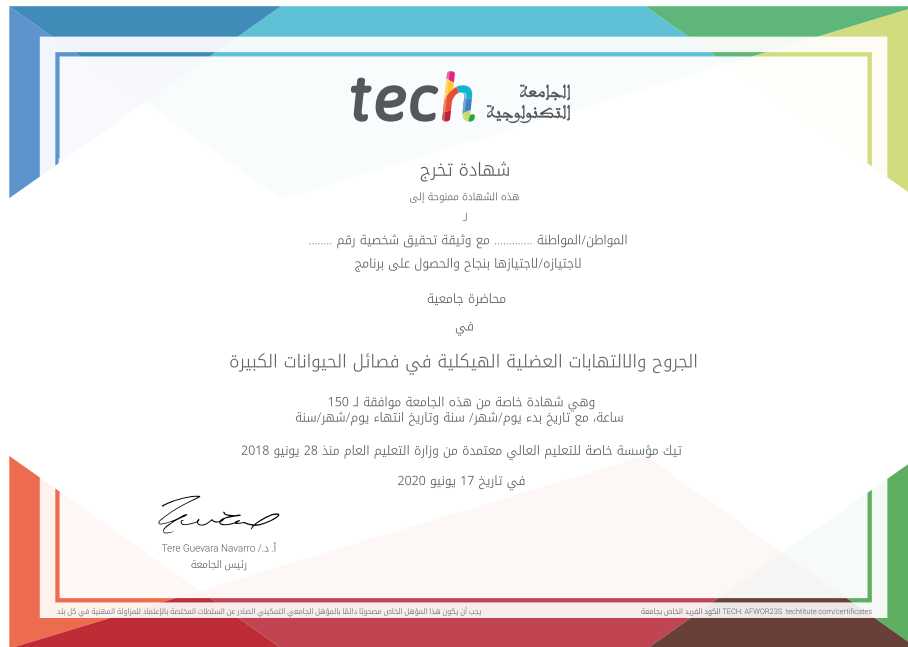 tech الجامعة
التكنولوجية
شهادة تخرج
هذه الشهادة ممنوحة إلى
لـ
المواطن/المواطنة ............ مع وثيقة تحقيق شخصية رقم ........
لاجتيازه/لاجتيازها بنجاح والحصول على برنامج
محاضرة جامعية
في
الجروح والالتهابات العضلية الهيكلية في فصائل الحيوانات الكبيرة
وهي شهادة خاصة من هذه الجامعة موافقة لـ 150
ساعة، مع تاريخ بدء يوم/شهر/ سنة وتاريخ انتهاء يوم/شهر/سنة
تيك مؤسسة خاصة للتعليم العالي معتمدة من وزارة التعليم العام منذ 28 يونيو 2018
في تاريخ 17 يونيو 2020
أ. د./ Tere Guevara Navarro
رئيس الجامعة
الكود الفريد الخاص بجامعة TECH: AFWOR23S techtitute.com/certificates
يجب أن يكون هذا المؤهل الخاص مصحوبًا دائمًا بالمؤهل الجامعي التمكيني الصادر عن السلطات المختصة بالإعتماد للمزاولة المهنية في كل بلد.